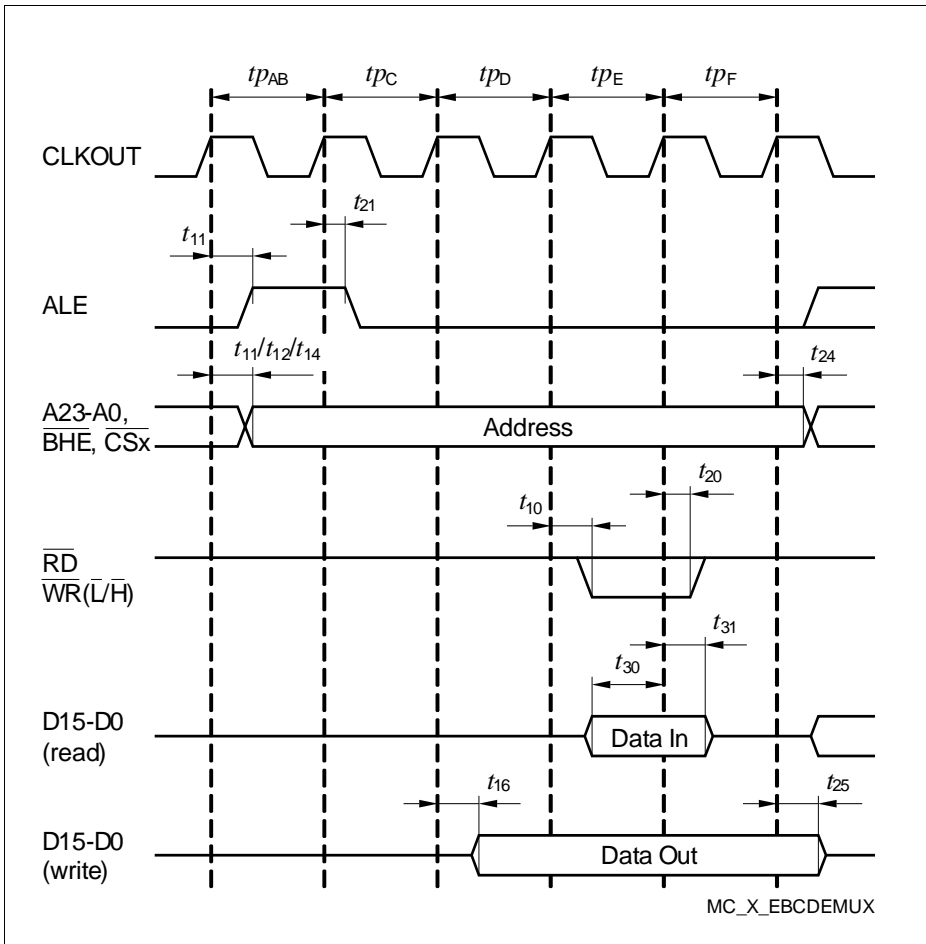 tpAB tpC tpD tpE tpF
CLKOUT
t21
t11
ALE
t11/t12/t14
t24
A23-A0,
BHE, CSx
Address
t20
t10
RD
WR(L/H)
t31
t30
D15-D0
(read)
Data In
t16
t25
D15-D0
(write)
Data Out
MC_X_EBCDEMUX